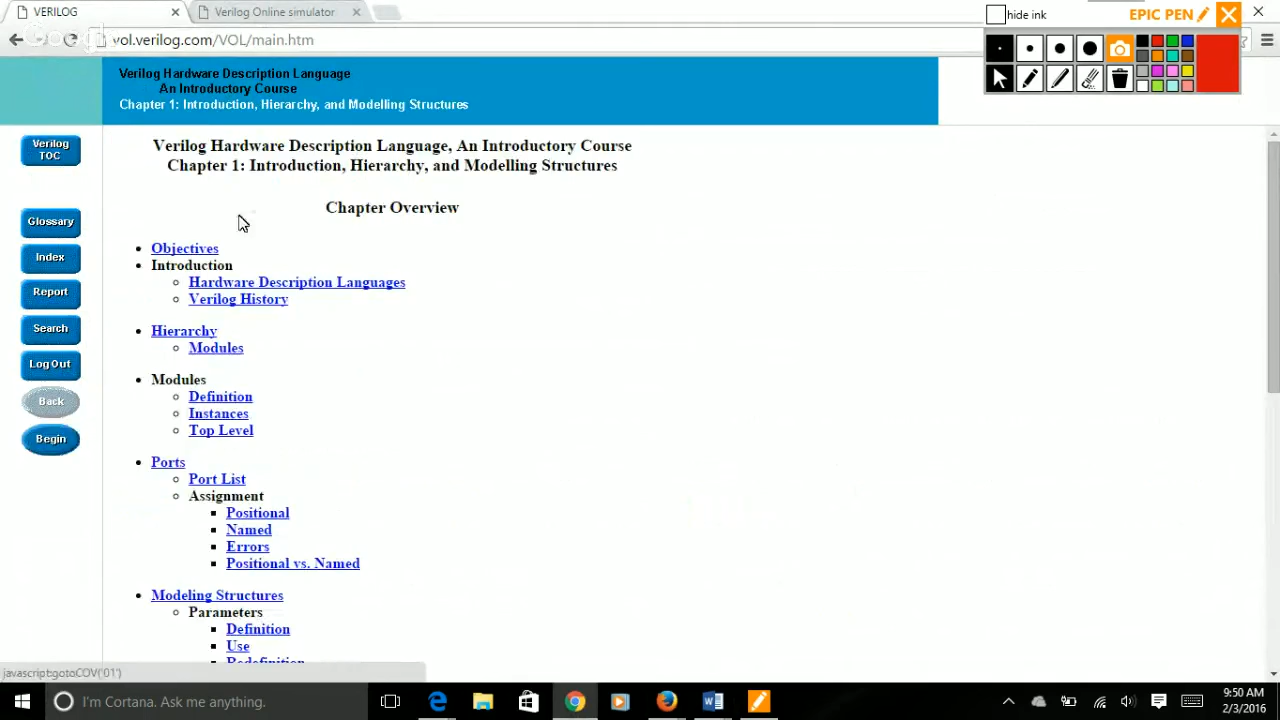 VERILOG
Verilog Online simulator
hide ink
EPIC PEN
vol.verilog.com/VOL/main.htm
Verilog Hardware Description Language
An Introductory Course
Chapter 1: Introduction, Hierarchy, and Modelling Structures
Verilog
TOC
Glossary
Index
Report
Search
Log Out
Back
Begin
Verilog Hardware Description Language, An Introductory Course
Chapter 1: Introduction, Hierarchy, and Modelling Structures
Chapter Overview
Objectives
Introduction
Hardware Description Languages
Verilog History
Hierarchy
Modules
Modules
Definition
Instances
Top Level
Ports
Port List
Assignment
Positional
Named
Errors
Positional vs. Named
Modeling Structures
Parameters
Definition
Use
Redefinition
javascript:gotoCOV('01')
I'm Cortana. Ask me anything.
9:50 AM
2/3/2016